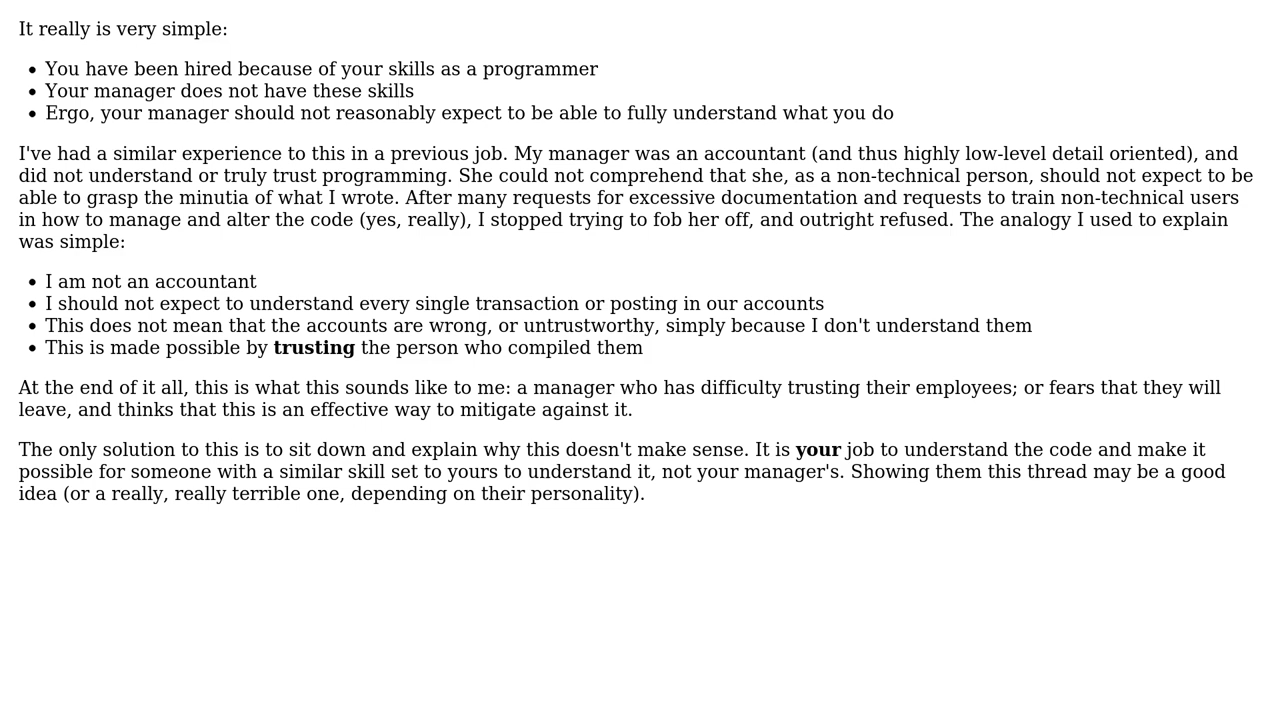 It really is very simple:
• You have been hired because of your skills as a programmer
• Your manager does not have these skills
• Ergo, your manager should not reasonably expect to be able to fully understand what you do
I've had a similar experience to this in a previous job. My manager was an accountant (and thus highly low-level detail oriented), and
did not understand or truly trust programming. She could not comprehend that she, as a non-technical person, should not expect to be
able to grasp the minutia of what I wrote. After many requests for excessive documentation and requests to train non-technical users
in how to manage and alter the code (yes, really), I stopped trying to fob her off, and outright refused. The analogy I used to explain
was simple:
• I am not an accountant
• I should not expect to understand every single transaction or posting in our accounts
• This does not mean that the accounts are wrong, or untrustworthy, simply because I don't understand them
• This is made possible by trusting the person who compiled them
At the end of it all, this is what this sounds like to me: a manager who has difficulty trusting their employees; or fears that they will
leave, and thinks that this is an effective way to mitigate against it.
The only solution to this is to sit down and explain why this doesn't make sense. It is your job to understand the code and make it
possible for someone with a similar skill set to yours to understand it, not your manager's. Showing them this thread may be a good
idea (or a really, really terrible one, depending on their personality).